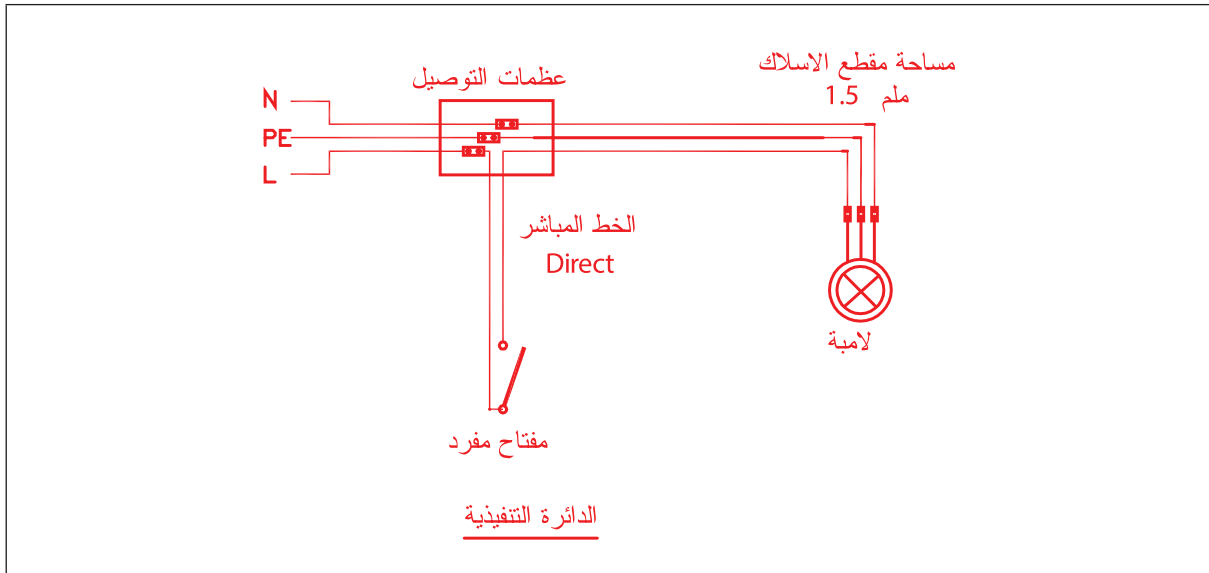 عظمات التوصيل
مساحة مقطع الاسلاك
1.5 ملم
N
PE
L
الخط المباشر
Direct
لامبة
مفتاح مفرد
الدائرة التنفيذية